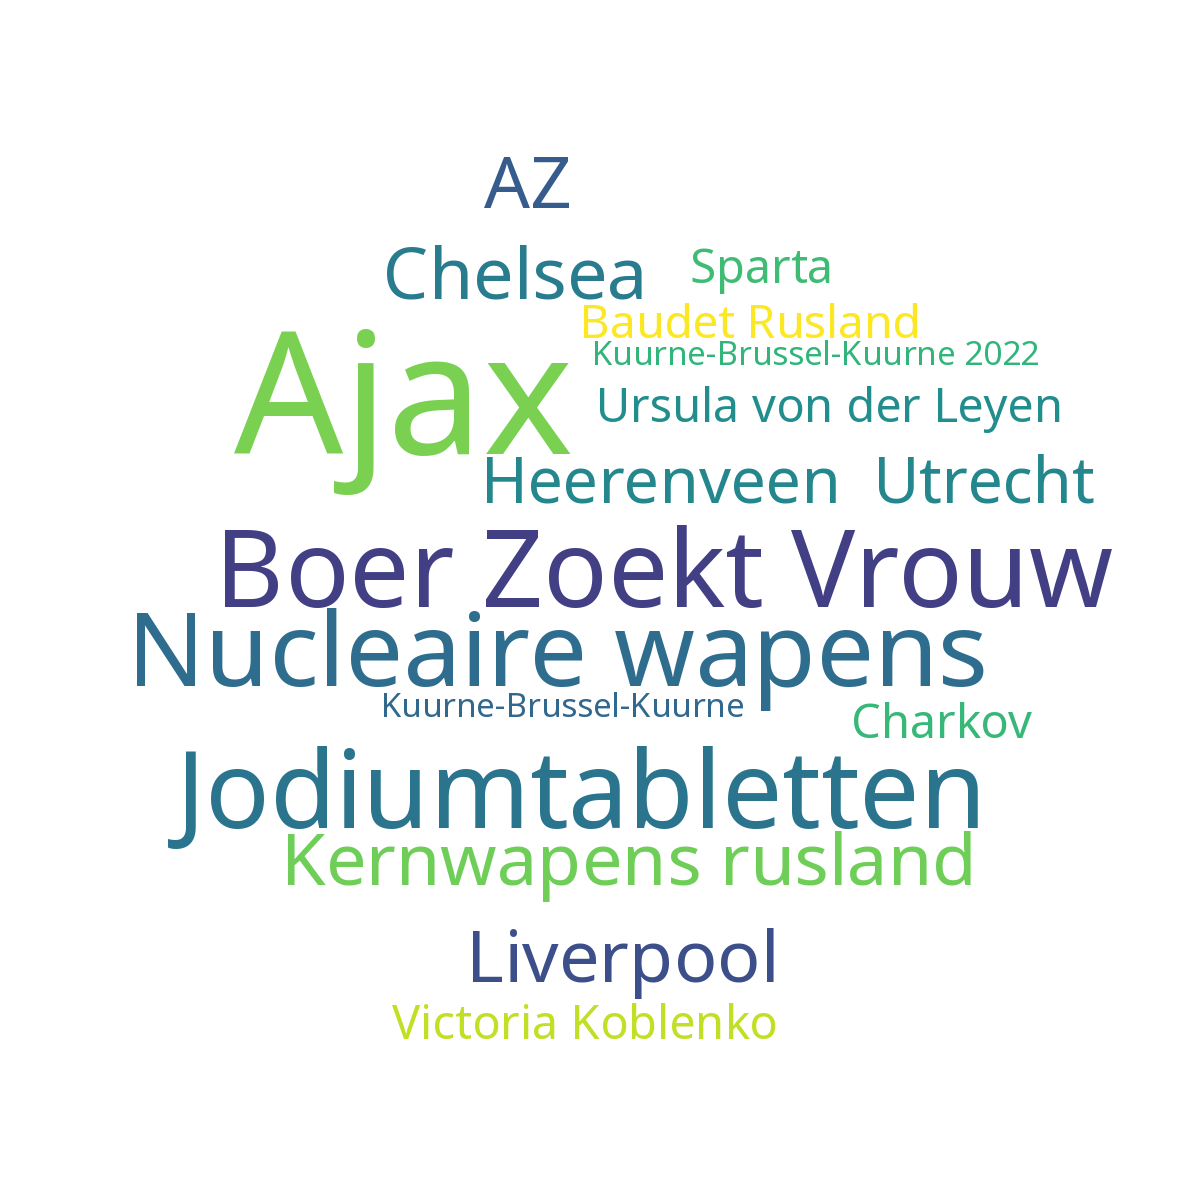 AZ
Chelsea
Sparta
Baudet Rusland
Ajax
Kuurne-Brussel-Kuurne 2022
Ursula von der Leyen
Heerenveen
Utrecht
Boer Zoekt Vrouw
Nucleaire wapens
Kuurne-Brussel-Kuurne
Charkov
Jodiumtabletten
Kernwapens rusland
Liverpool
Victoria Koblenko